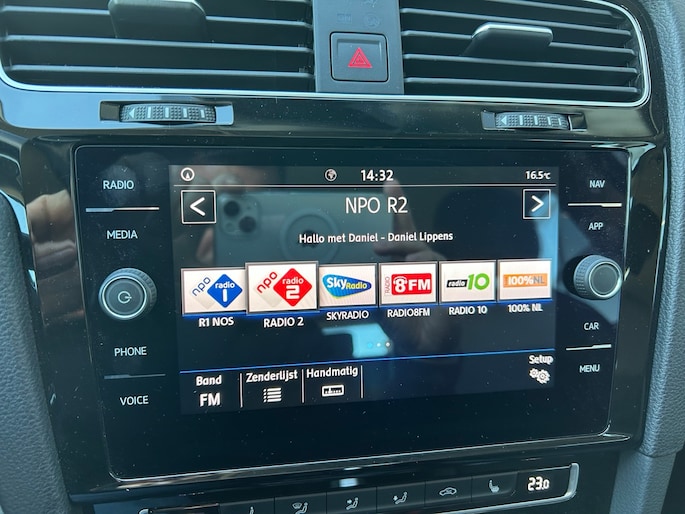 RADIO
MEDIA
PHONE
VOICE
14:32
16.5°C
NPO R2
Hallo met Daniel - Daniel Lippens
npo radio 1
npo radio 2
Sky Radio
RADIO 8FM
radio 10
100% NL
R1 NOS
RADIO 2
SKYRADIO
RADIO8FM
RADIO 10
100% NL
Band
FM
Zenderlijst
Handmatig
Setup
NAV
APP
CAR
MENU
23.0